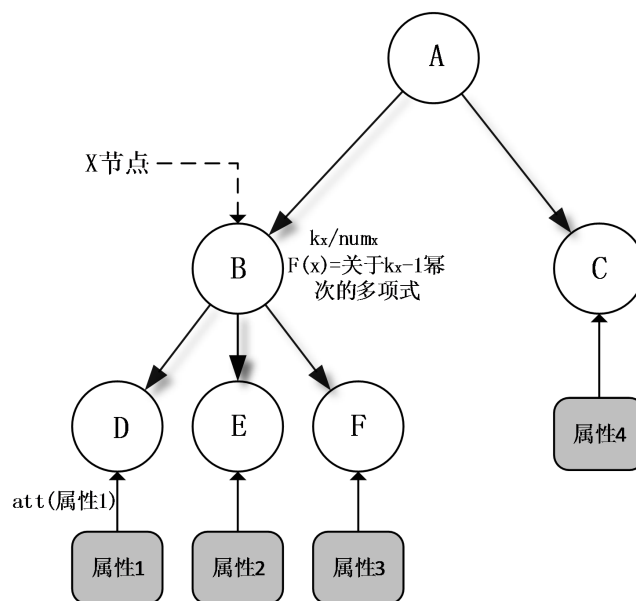 A
X节点
B
kx/numx
F(x)=关于kx-1幂
次的多项式
C
D
E
F
属性4
att(属性1)
属性1
属性2
属性3